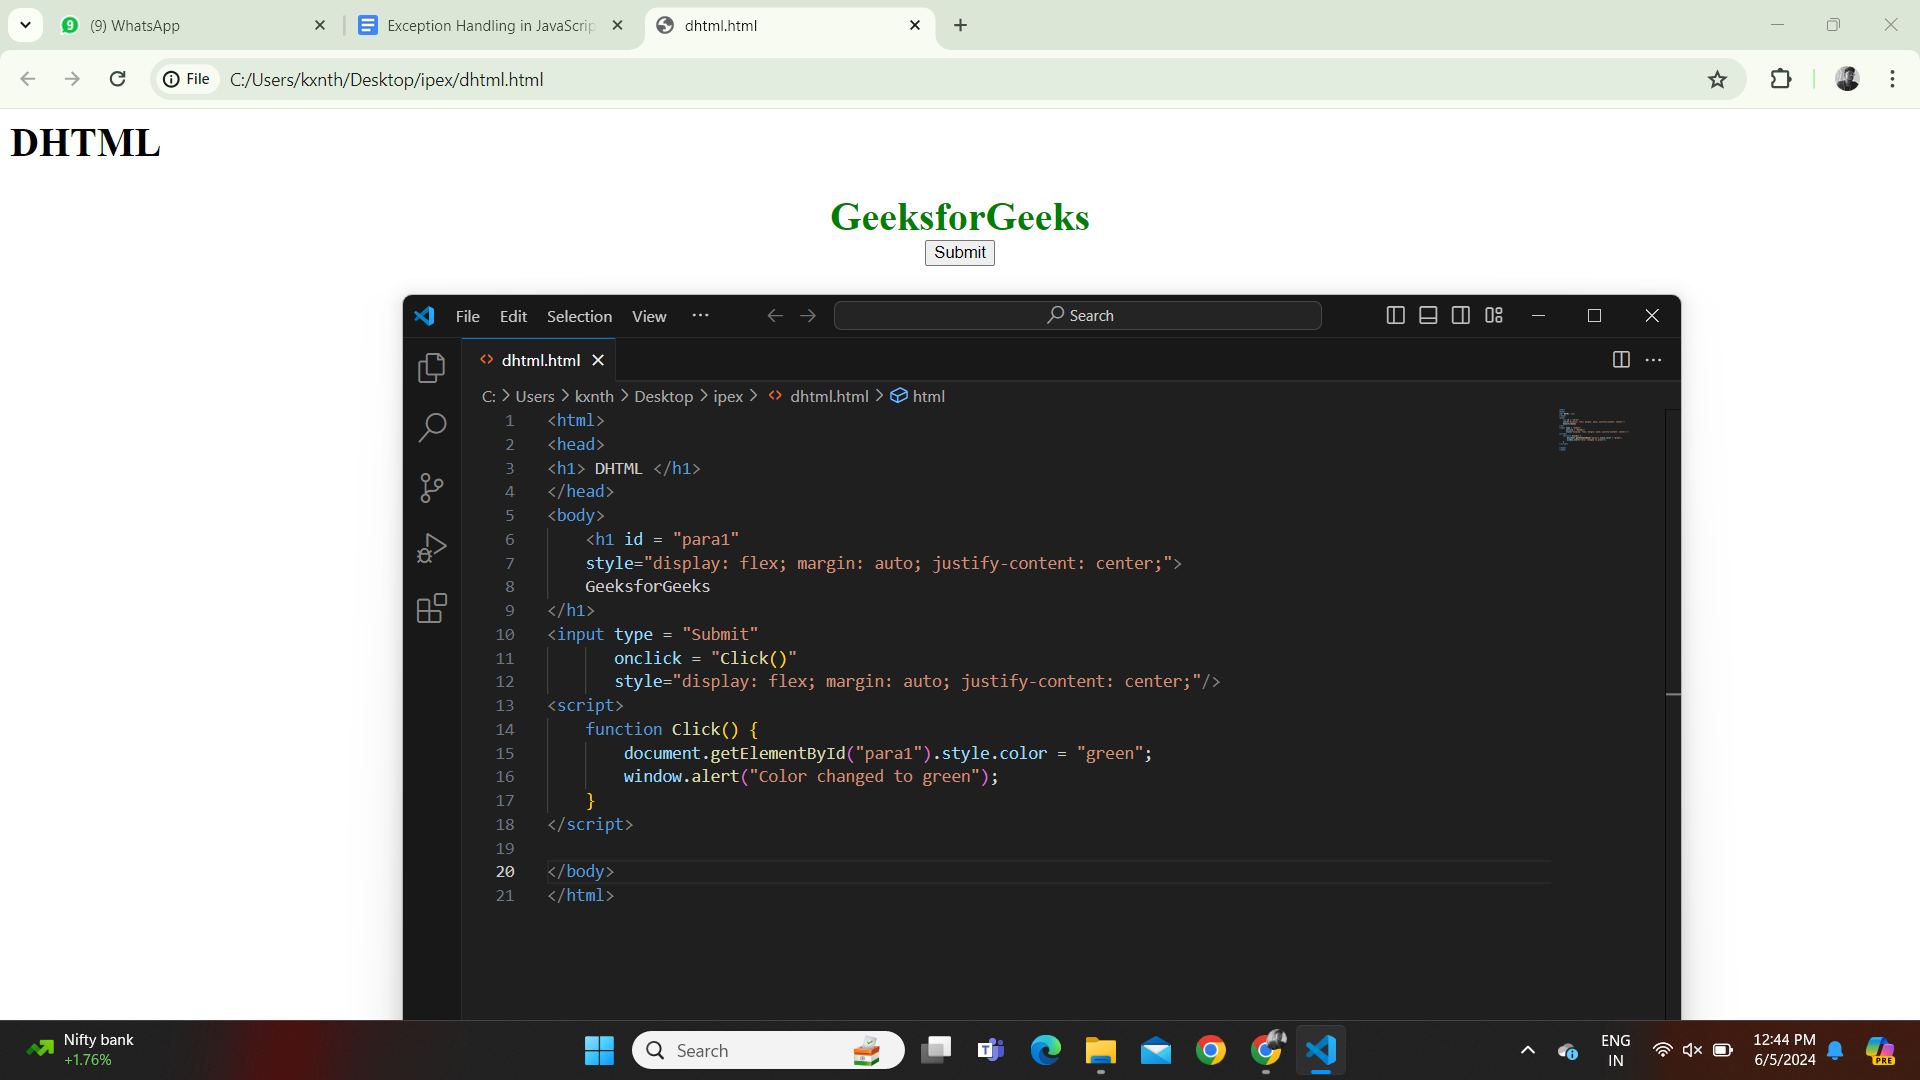 (9) WhatsApp
Exception Handling in JavaScrip
dhtml.html
File
C:/Users/kxnth/Desktop/ipex/dhtml.html
DHTML
GeeksforGeeks
Submit
File Edit Selection View ... Search
dhtml.html
C: > Users > kxnth > Desktop > ipex > <> dhtml.html > html
1 <html>
2 <head>
3 <h1> DHTML </h1>
4 </head>
5 <body>
6 <h1 id = "para1"
7 style="display: flex; margin: auto; justify-content: center;">
8 GeeksforGeeks
9 </h1>
10 <input type = "Submit"
11 onclick = "Click()"
12 style="display: flex; margin: auto; justify-content: center;"/>
13 <script>
14 function Click() {
15 document.getElementById("para1").style.color = "green";
16 window.alert("Color changed to green");
17 }
18 </script>
19
20 </body>
21 </html>
Nifty bank
+1.76%
Search
ENG
IN
12:44 PM
6/5/2024
PRE